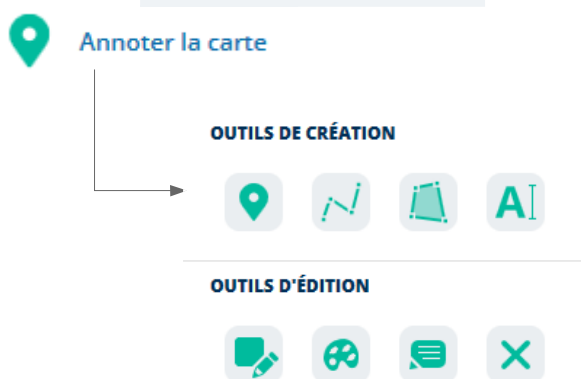 Annoter la carte
OUTILS DE CRÉATION
A
OUTILS D'ÉDITION